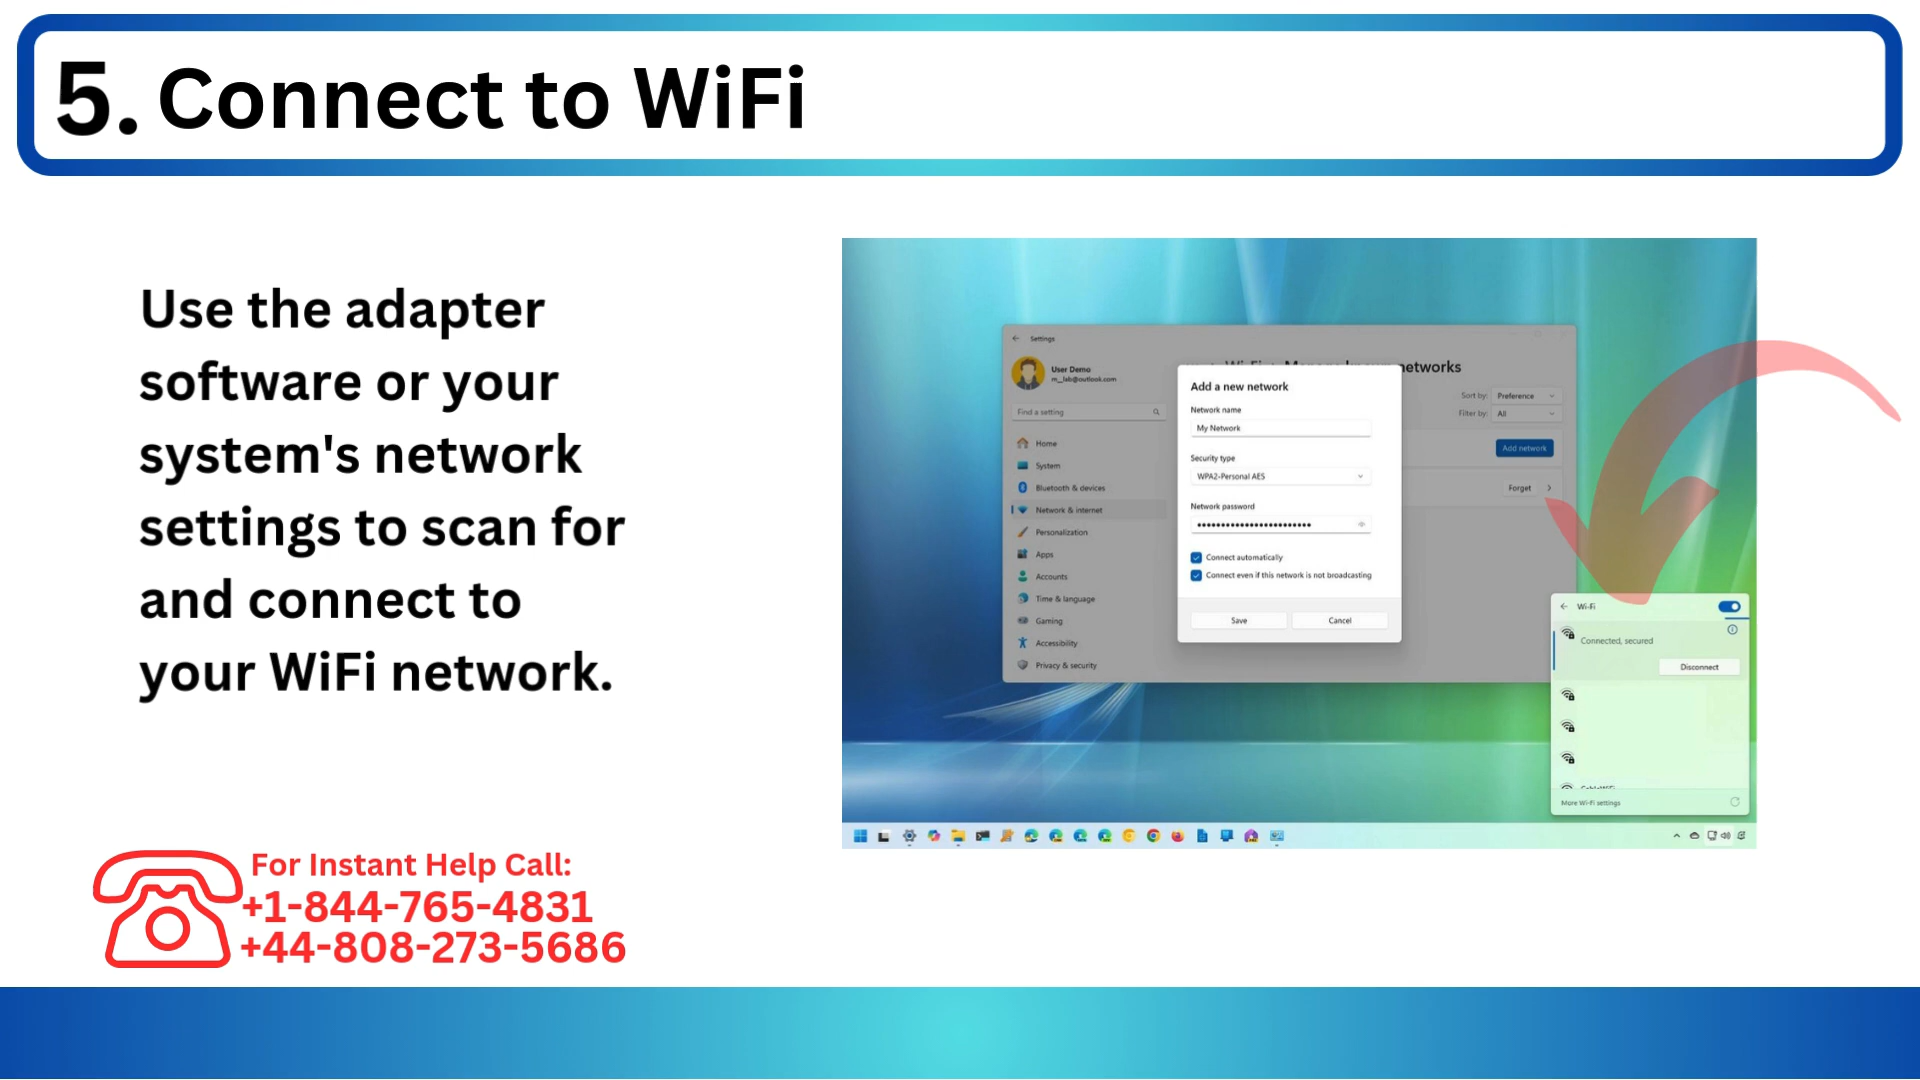 5. Connect to WiFi
Use the adapter
software or your
system's network
settings to scan for
and connect to
your WiFi network.
Settings
User Demo
m_lab@outlook.com
Find a setting
Home
System
Bluetooth & devices
Network & internet
Personalization
Apps
Accounts
Time & language
Gaming
Accessibility
Privacy & security
networks
Sort by: Preference
Filter by: All
Add network
Forget
Add a new network
Network name
My Network
Security type
WPA2-Personal AES
Network password
Connect automatically
Connect even if this network is not broadcasting
Save Cancel
Wi-Fi
Connected, secured
Disconnect
More Wi-Fi settings
For Instant Help Call:
+1-844-765-4831
+44-808-273-5686